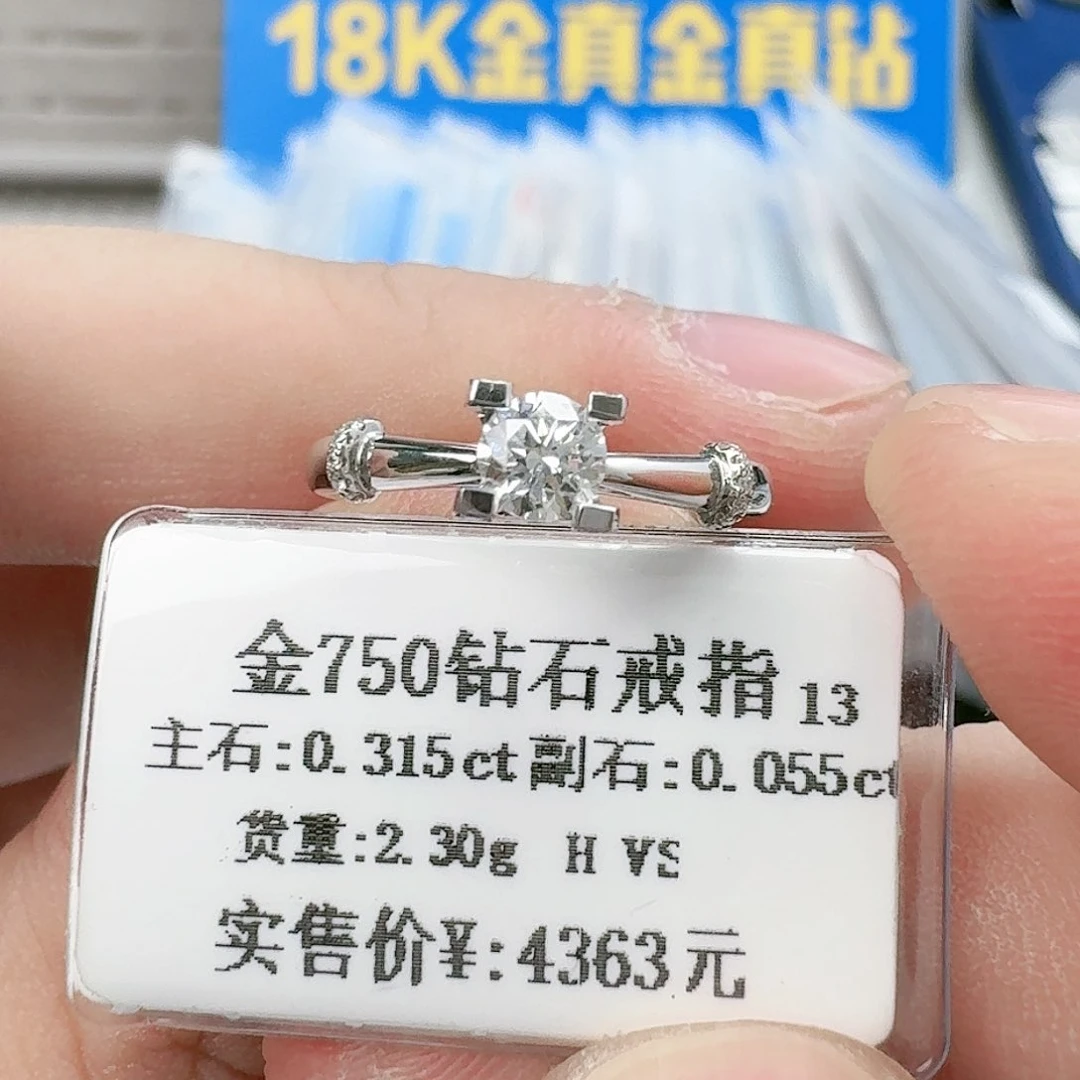 18K金真金真钻
金750钻石戒指 13
主石:0.315ct 副石:0.055ct
货重:2.30g H VS
实售价¥:4363元